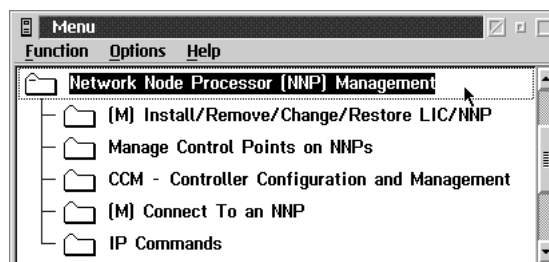 Menu
Function Options Help
Network Node Processor (NNP) Management
(M) Install/Remove/Change/Restore LIC/NNP
Manage Control Points on NNPs
CCM - Controller Configuration and Management
(M) Connect To an NNP
IP Commands